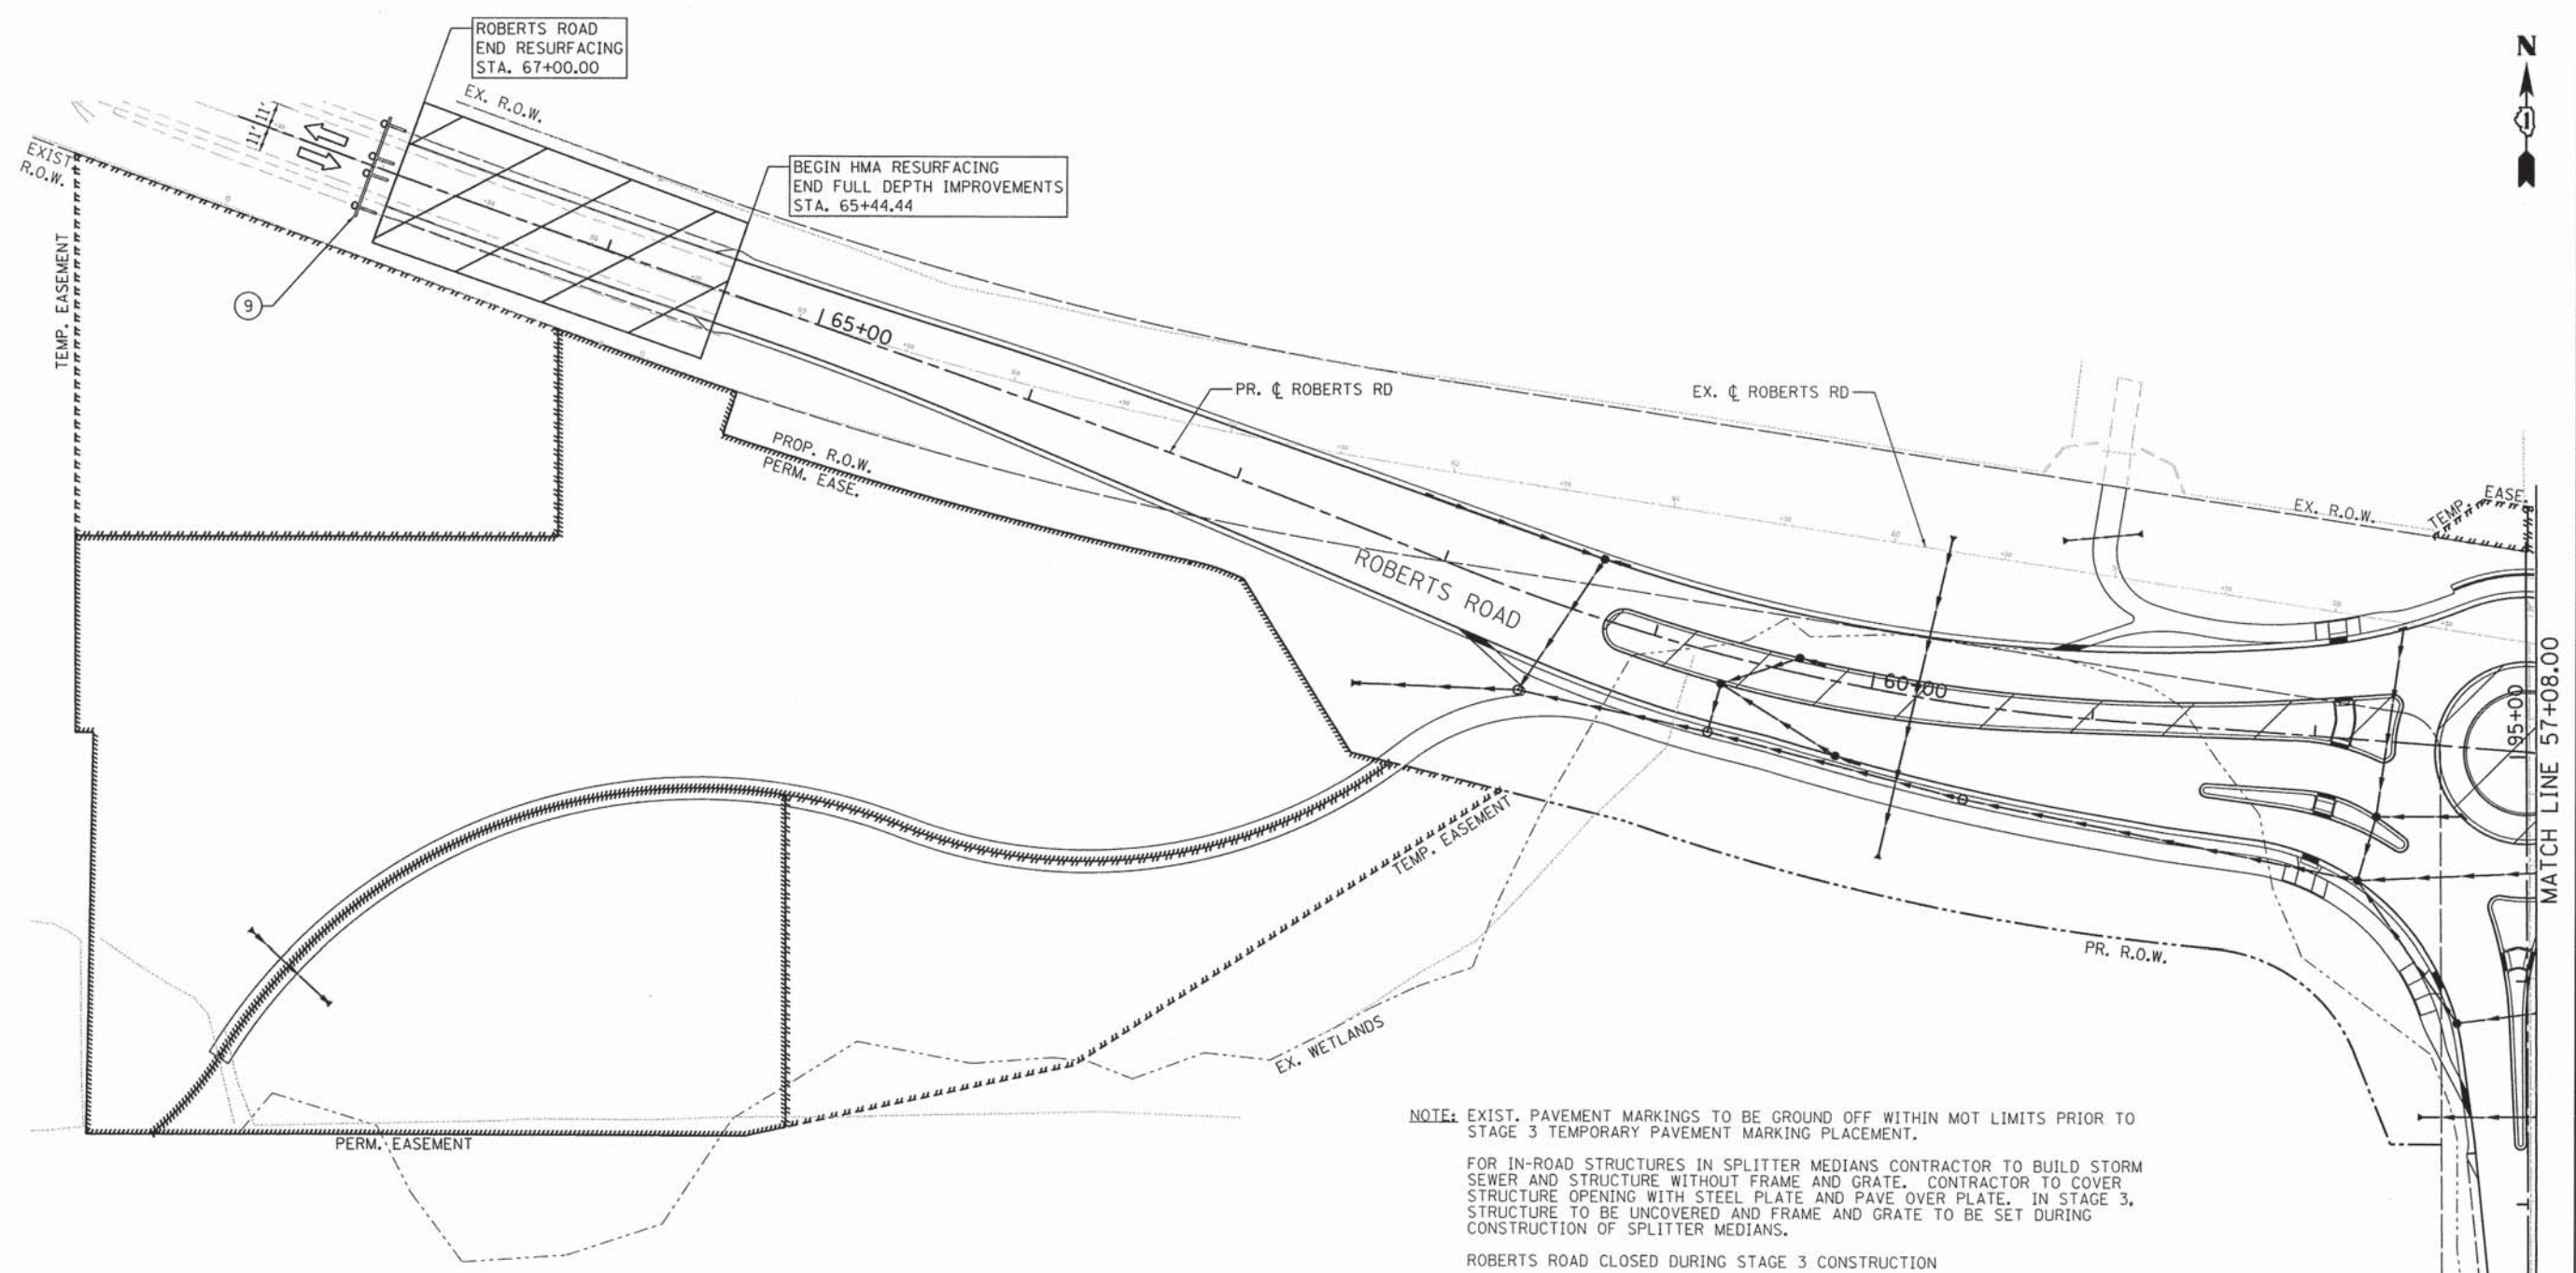 ROBERTS ROAD
END RESURFACING
STA. 67+00.00
N
1
EX. R.O.W.
11' 11'
EXIST
R.O.W.
BEGIN HMA RESURFACING
END FULL DEPTH IMPROVEMENTS
STA. 65+44.44
TEMP. EASEMENT
9
65+00
PR. ℄ ROBERTS RD
EX. ℄ ROBERTS RD
PROP. R.O.W.
PERM. EASE.
EX. R.O.W.
TEMP. EASE.
ROBERTS ROAD
60+00
195+00
MATCH LINE 57+08.00
TEMP. EASEMENT
PR. R.O.W.
EX. WETLANDS
PERM. EASEMENT
NOTE: EXIST. PAVEMENT MARKINGS TO BE GROUND OFF WITHIN MOT LIMITS PRIOR TO
STAGE 3 TEMPORARY PAVEMENT MARKING PLACEMENT.
FOR IN-ROAD STRUCTURES IN SPLITTER MEDIANS CONTRACTOR TO BUILD STORM
SEWER AND STRUCTURE WITHOUT FRAME AND GRATE. CONTRACTOR TO COVER
STRUCTURE OPENING WITH STEEL PLATE AND PAVE OVER PLATE. IN STAGE 3,
STRUCTURE TO BE UNCOVERED AND FRAME AND GRATE TO BE SET DURING
CONSTRUCTION OF SPLITTER MEDIANS.
ROBERTS ROAD CLOSED DURING STAGE 3 CONSTRUCTION